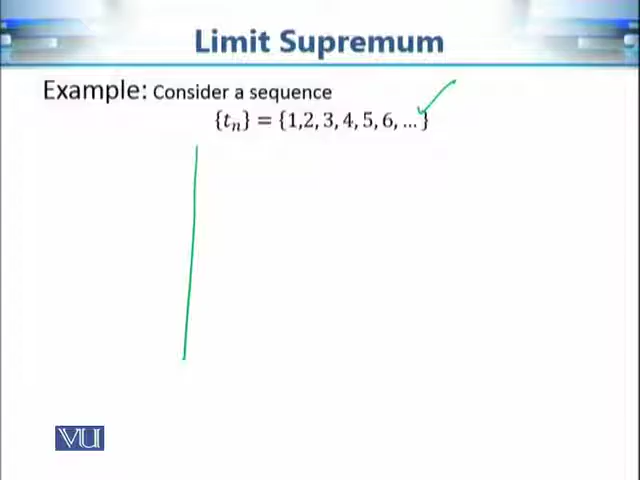 Limit Supremum
Example: Consider a sequence
{tₙ} = {1,2, 3, 4, 5, 6, … }
VU